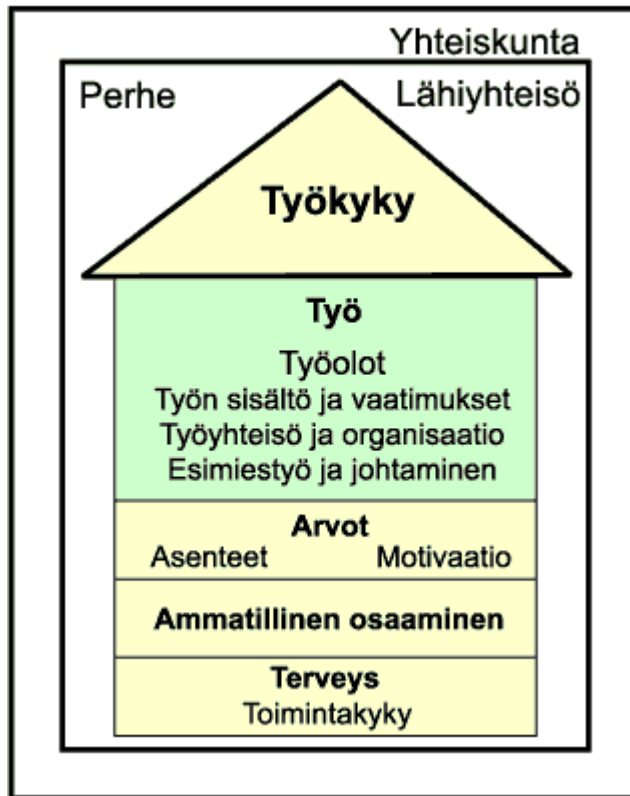 Yhteiskunta
Perhe Lähiyhteisö
Työkyky
Työ
Työolot
Työn sisältö ja vaatimukset
Työyhteisö ja organisaatio
Esimiestyö ja johtaminen
Arvot
Asenteet Motivaatio
Ammatillinen osaaminen
Terveys
Toimintakyky